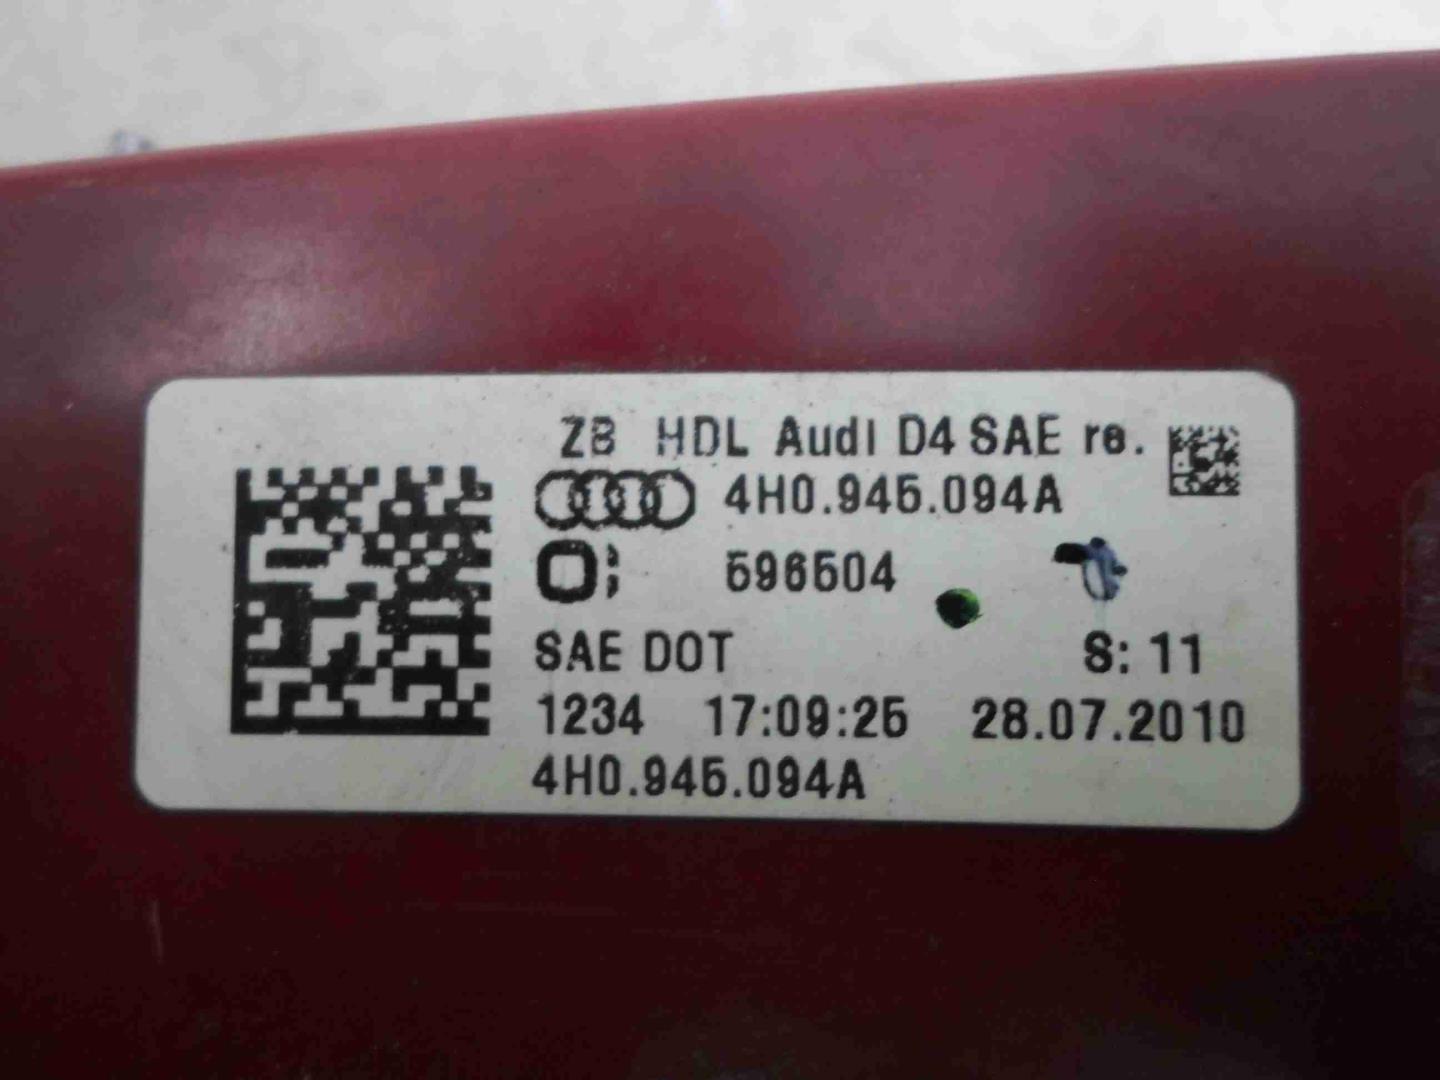 ZB HDL Audi D4 SAE re.
4H0.945.094A
O; 596504
SAE DOT S: 11
1234 17:09:25 28.07.2010
4H0.945.094A